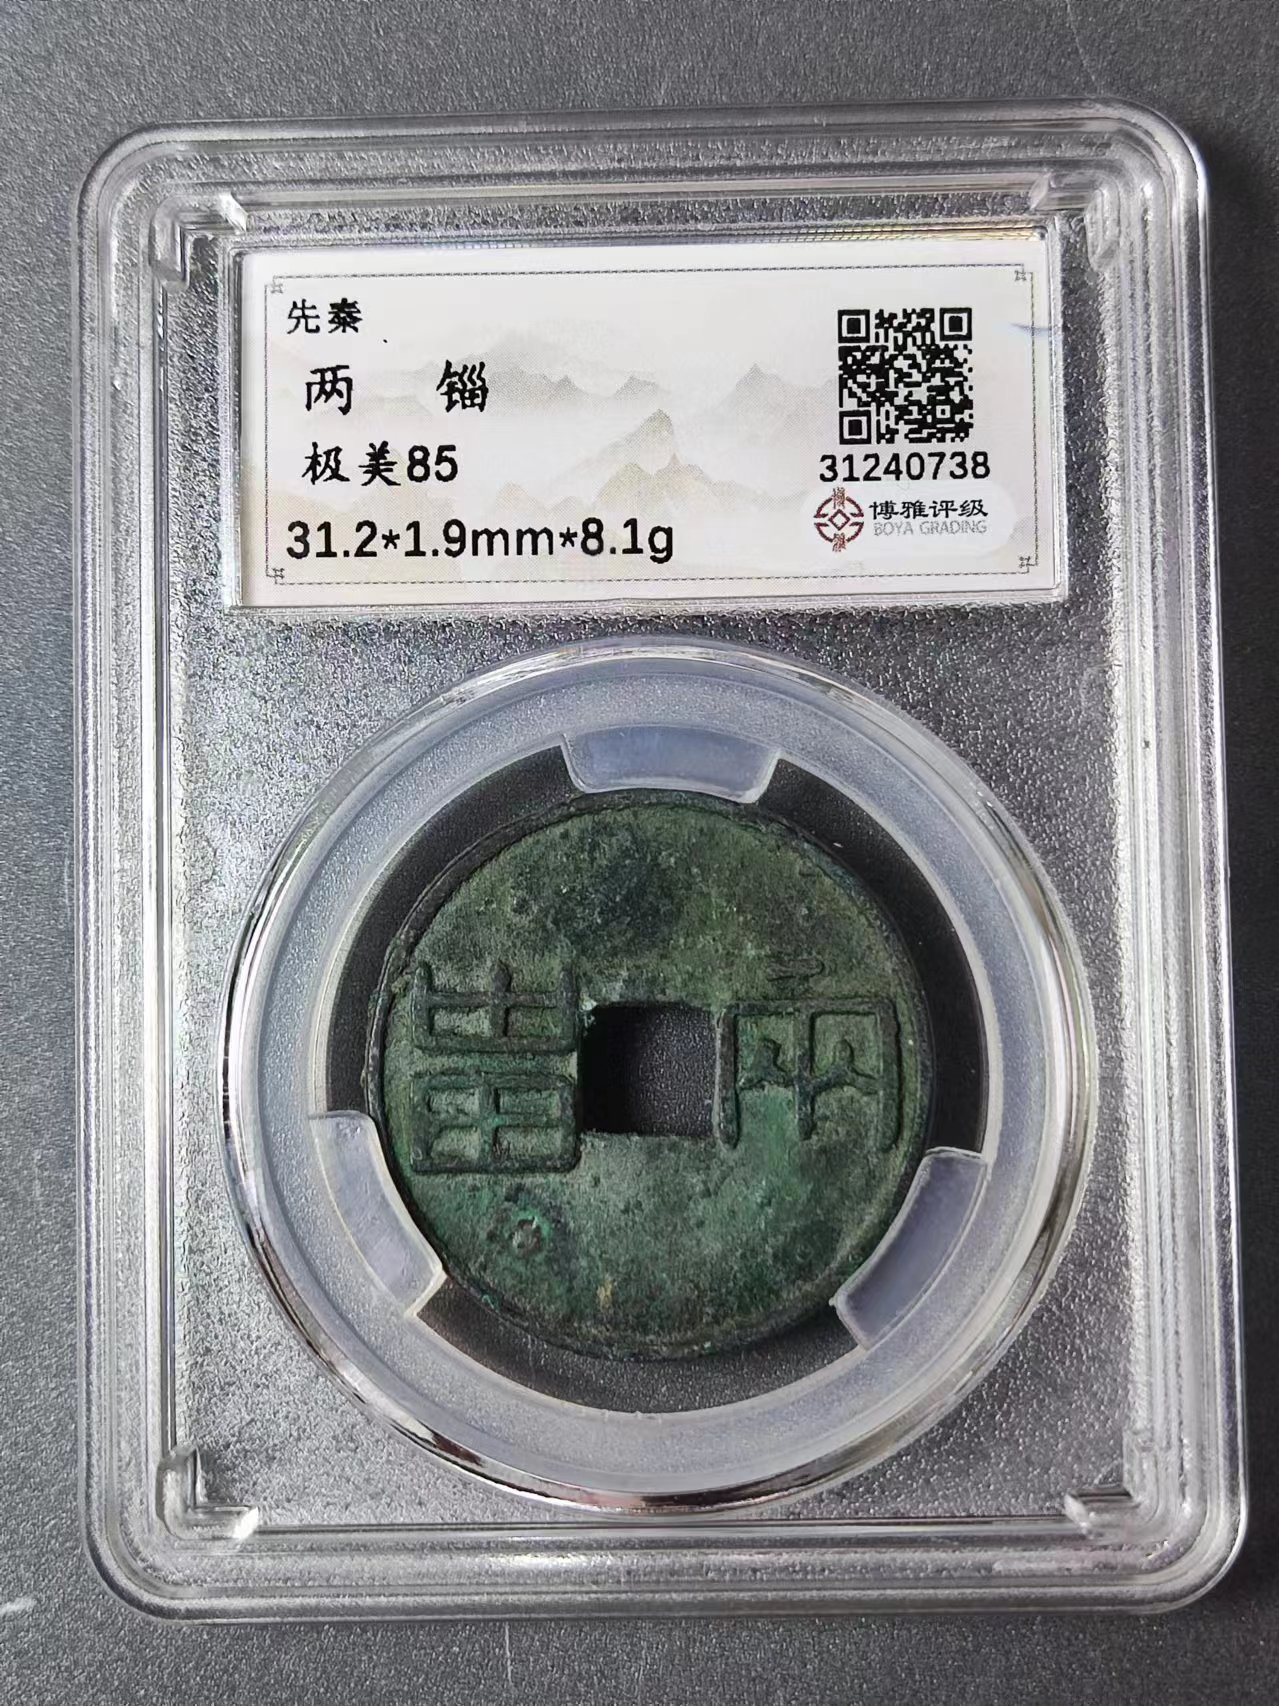 先秦
两 锱
极美85
31.2*1.9mm*8.1g
31240738
博雅评级
BOYA GRADING